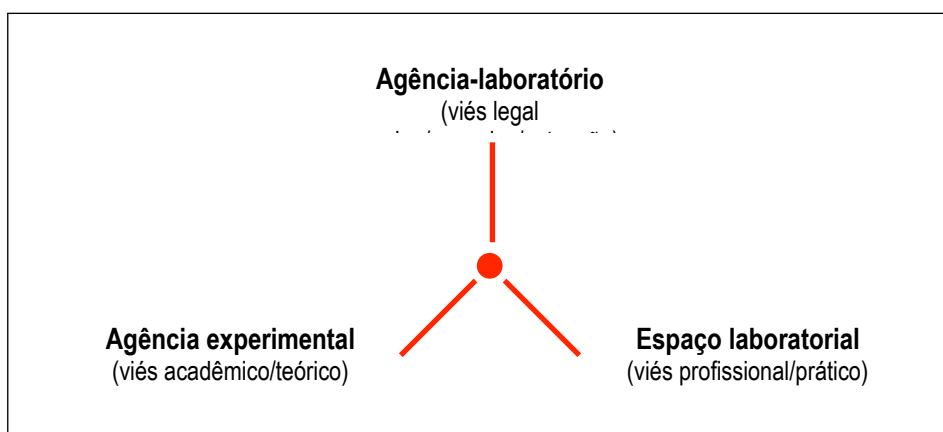 Agência-laboratório
(viés legal
Agência experimental
(viés acadêmico/teórico)
Espaço laboratorial
(viés profissional/prático)